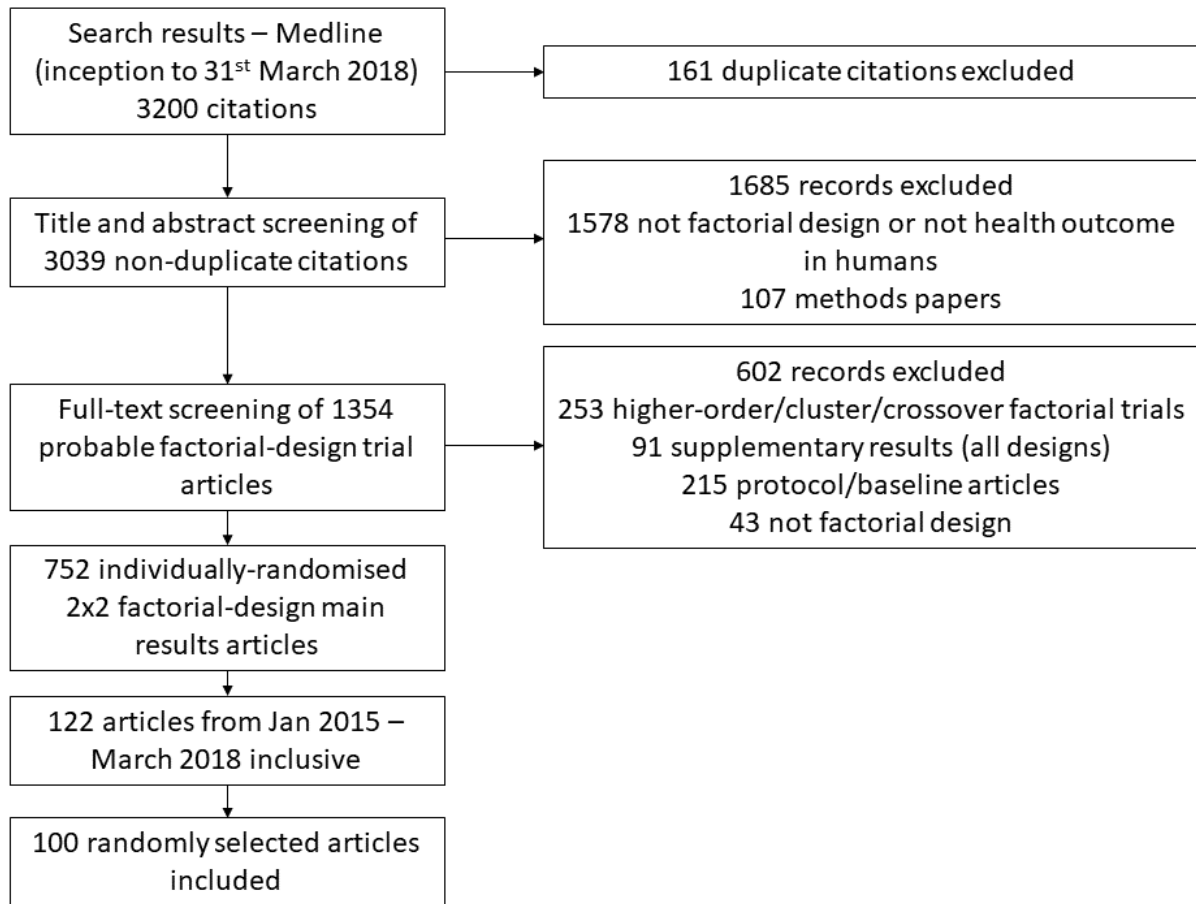 Search results – Medline
(inception to 31st March 2018)
3200 citations
161 duplicate citations excluded
Title and abstract screening of
3039 non-duplicate citations
1685 records excluded
1578 not factorial design or not health outcome
in humans
107 methods papers
Full-text screening of 1354
probable factorial-design trial
articles
602 records excluded
253 higher-order/cluster/crossover factorial trials
91 supplementary results (all designs)
215 protocol/baseline articles
43 not factorial design
752 individually-randomised
2x2 factorial-design main
results articles
122 articles from Jan 2015 –
March 2018 inclusive
100 randomly selected articles
included